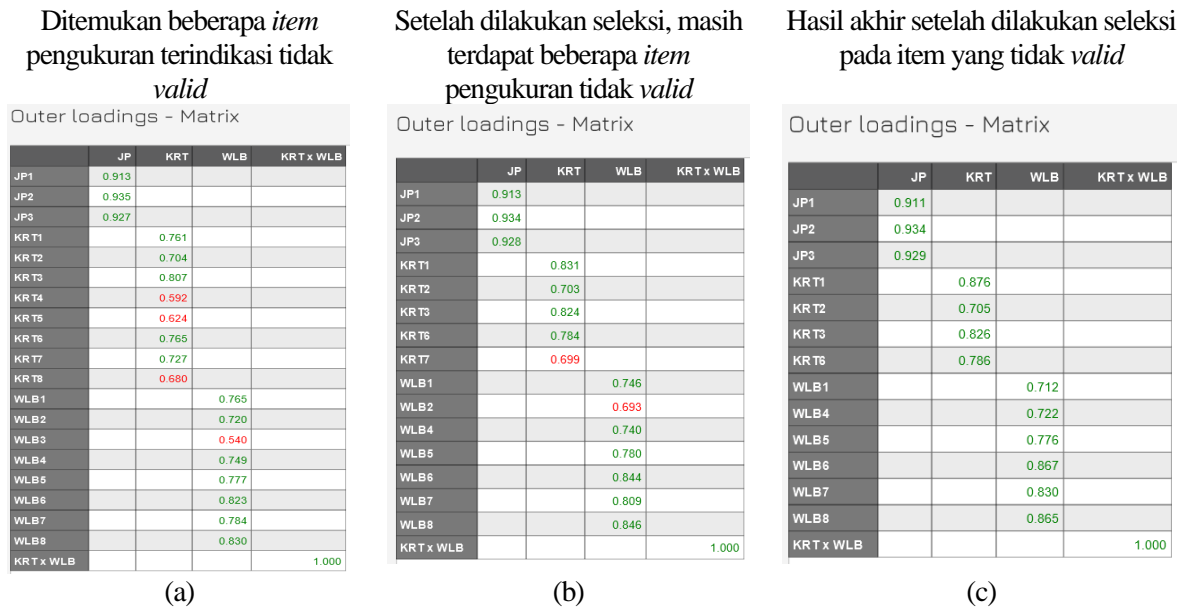 Ditemukan beberapa item
pengukuran terindikasi tidak
valid
Outer loadings - Matrix
JP KRT WLB KRT x WLB
JP1 0.913
JP2 0.935
JP3 0.927
KRT1 0.761
KRT2 0.704
KRT3 0.807
KRT4 0.592
KRT5 0.624
KRT6 0.765
KRT7 0.727
KRT8 0.680
WLB1 0.765
WLB2 0.720
WLB3 0.540
WLB4 0.749
WLB5 0.777
WLB6 0.823
WLB7 0.784
WLB8 0.830
KRT x WLB 1.000
(a)
Setelah dilakukan seleksi, masih
terdapat beberapa item
pengukuran tidak valid
Outer loadings - Matrix
JP KRT WLB KRT x WLB
JP1 0.913
JP2 0.934
JP3 0.928
KRT1 0.831
KRT2 0.703
KRT3 0.824
KRT6 0.784
KRT7 0.699
WLB1 0.746
WLB2 0.693
WLB4 0.740
WLB5 0.780
WLB6 0.844
WLB7 0.809
WLB8 0.846
KRT x WLB 1.000
(b)
Hasil akhir setelah dilakukan seleksi
pada item yang tidak valid
Outer loadings - Matrix
JP KRT WLB KRT x WLB
JP1 0.911
JP2 0.934
JP3 0.929
KRT1 0.876
KRT2 0.705
KRT3 0.826
KRT6 0.786
WLB1 0.712
WLB4 0.722
WLB5 0.776
WLB6 0.867
WLB7 0.830
WLB8 0.865
KRT x WLB 1.000
(c)